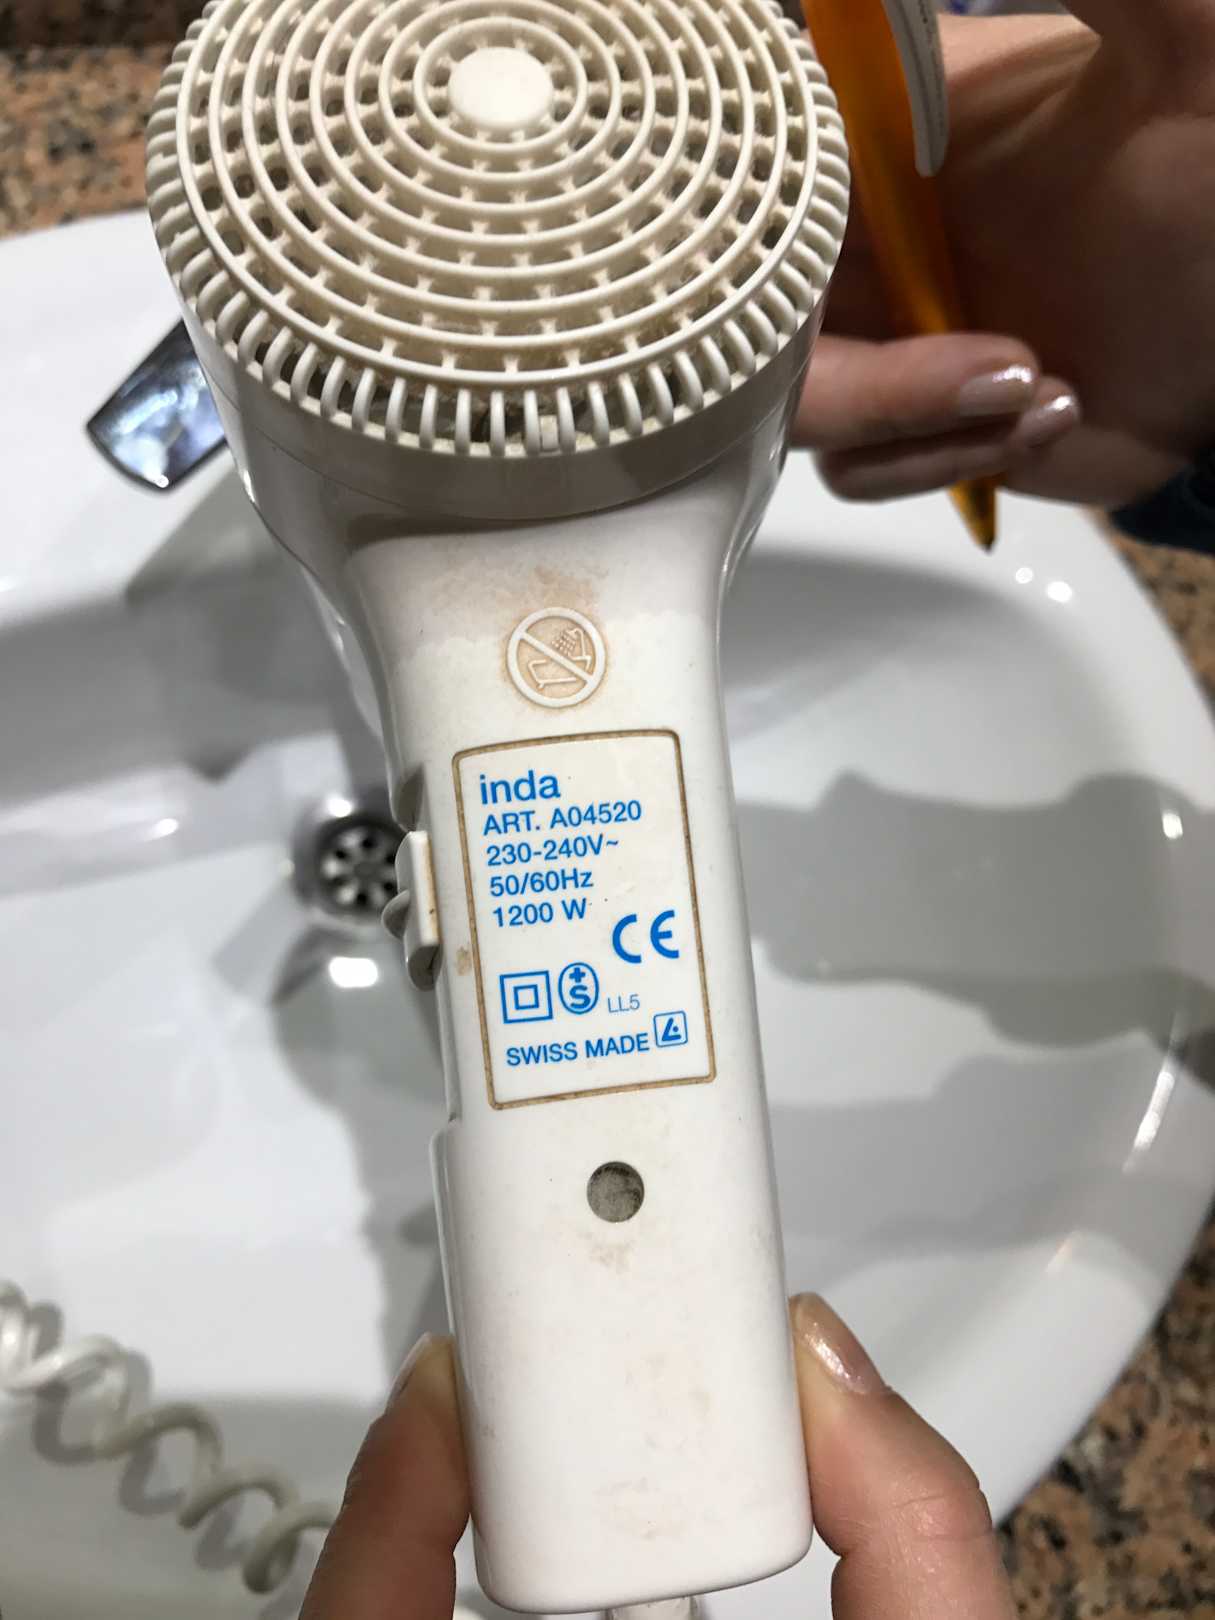 inda
ART. A04520
230-240V~
50/60Hz
1200 W
CE
+S
LL5
SWISS MADE